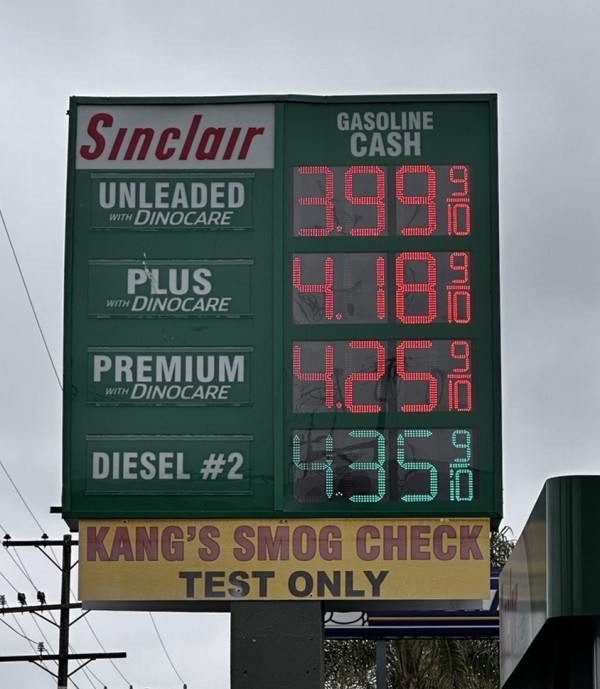 Sinclair
GASOLINE
CASH
UNLEADED
WITH DINOCARE
3.99 9/10
PLUS
WITH DINOCARE
4.18 9/10
PREMIUM
WITH DINOCARE
4.25 9/10
DIESEL #2
4.35 9/10
KANG'S SMOG CHECK
TEST ONLY